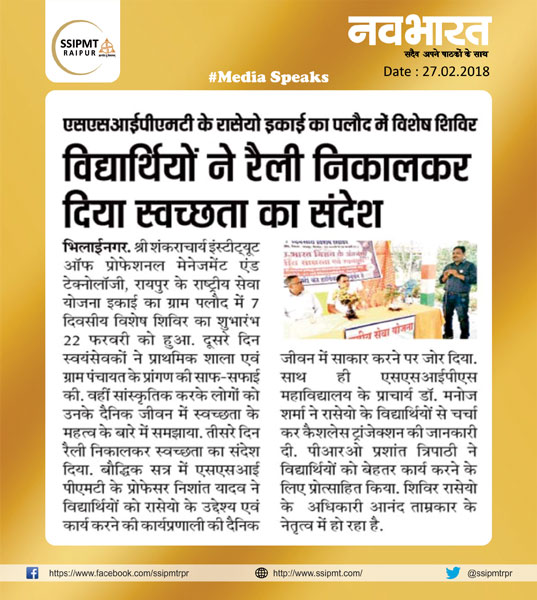 SSIPMT
RAIPUR
नवभारत
सदैव अपने पाठकों के साथ
#Media Speaks
Date : 27.02.2018
एसएसआईपीएमटी के रासेयो इकाई का पलौद में विशेष शिविर
विद्यार्थियों ने रैली निकालकर
दिया स्वच्छता का संदेश
भिलाईनगर. श्री शंकराचार्य इंस्टीट्यूट
ऑफ प्रोफेशनल मेनेजमेंट एंड
टेक्नोलॉजी, रायपुर के राष्ट्रीय सेवा
योजना इकाई का ग्राम पलौद में 7
दिवसीय विशेष शिविर का शुभारंभ
22 फरवरी को हुआ. दूसरे दिन
स्वयंसेवकों ने प्राथमिक शाला एवं
ग्राम पंचायत के प्रांगण की साफ-सफाई
की. वहीं सांस्कृतिक करके लोगों को
उनके दैनिक जीवन में स्वच्छता के
महत्व के बारे में समझाया. तीसरे दिन
रैली निकालकर स्वच्छता का संदेश
दिया. बौद्धिक सत्र में एसएसआई
पीएमटी के प्रोफेसर निशांत यादव ने
विद्यार्थियों को रासेयो के उद्देश्य एवं
कार्य करने की कार्यप्रणाली की दैनिक
जीवन में साकार करने पर जोर दिया.
साथ ही एसएसआईपीएस
महाविद्यालय के प्राचार्य डॉ. मनोज
शर्मा ने रासेयो के विद्यार्थियों से चर्चा
कर कैशलेस ट्रांजेक्शन की जानकारी
दी. पीआरओ प्रशांत त्रिपाठी ने
विद्यार्थियों को बेहतर कार्य करने के
लिए प्रोत्साहित किया. शिविर रासेयो
के अधिकारी आनंद ताम्रकार के
नेतृत्व में हो रहा है.
https://www.facebook.com/ssipmtrpr
http://www.ssipmt.com/
@ssipmtrpr